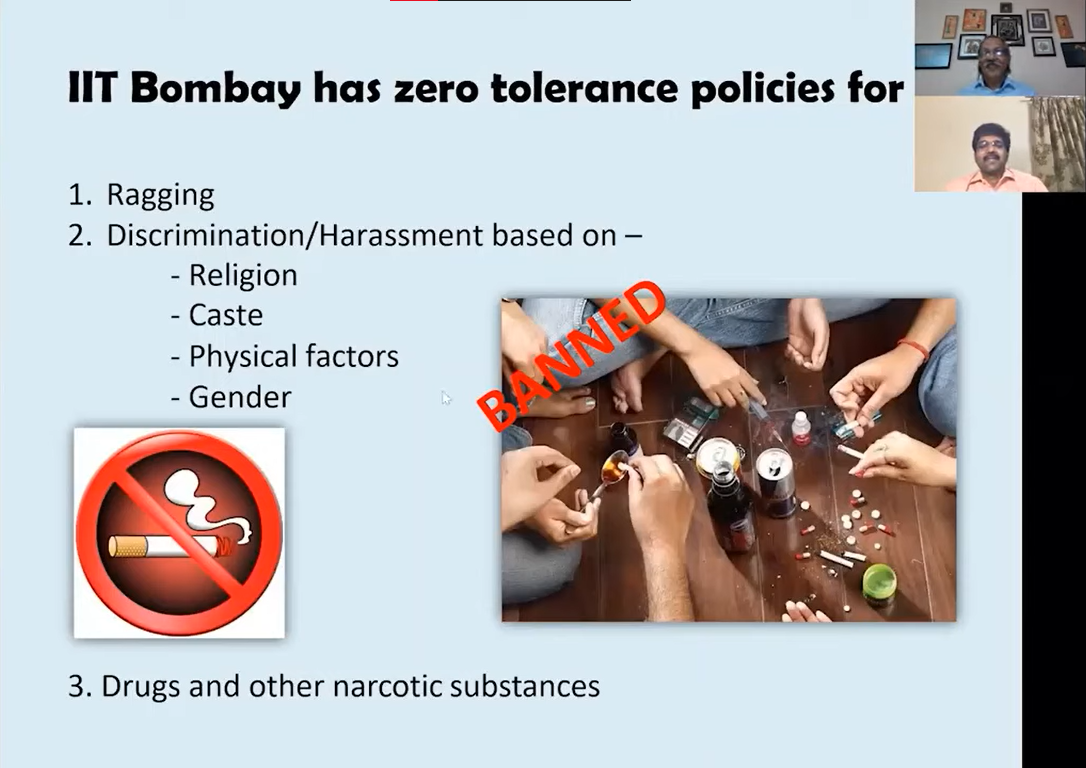 IIT Bombay has zero tolerance policies for
1. Ragging
2. Discrimination/Harassment based on –
- Religion
- Caste
- Physical factors
- Gender
BANNED
3. Drugs and other narcotic substances